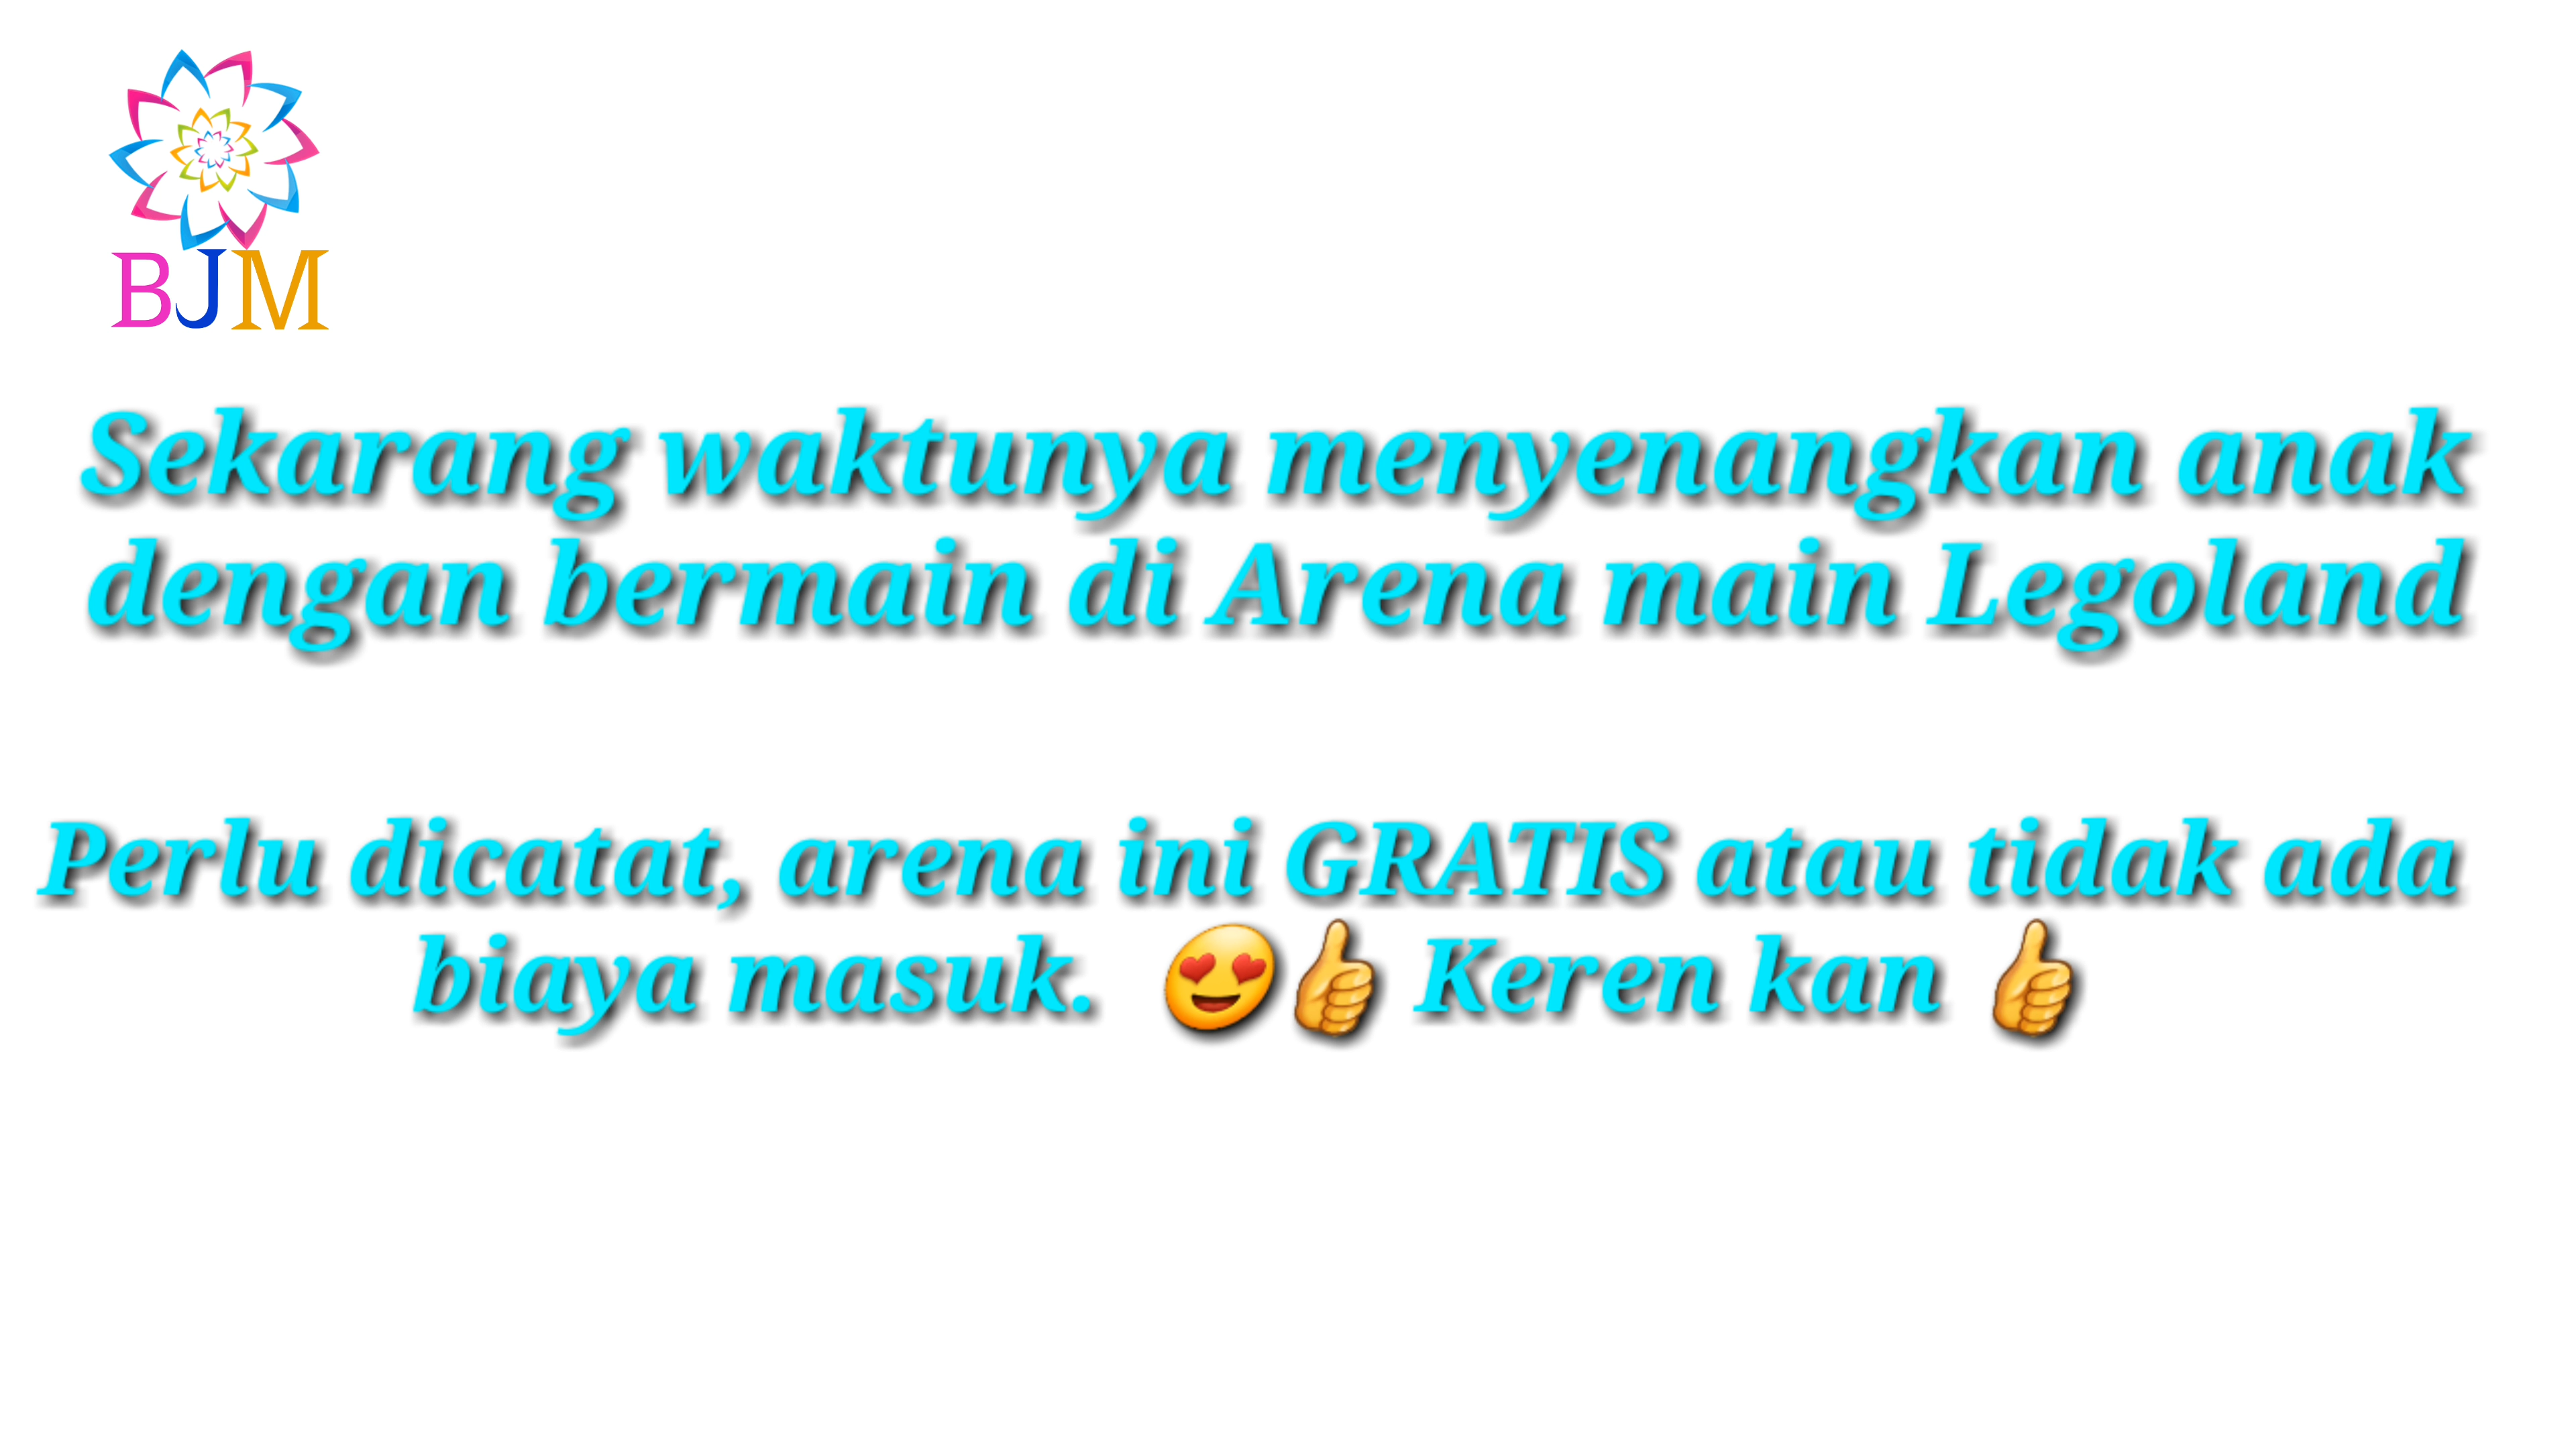 BJM
Sekarang waktunya menyenangkan anak
dengan bermain di Arena main Legoland
Perlu dicatat, arena ini GRATIS atau tidak ada
biaya masuk. 😍👍 Keren kan 👍